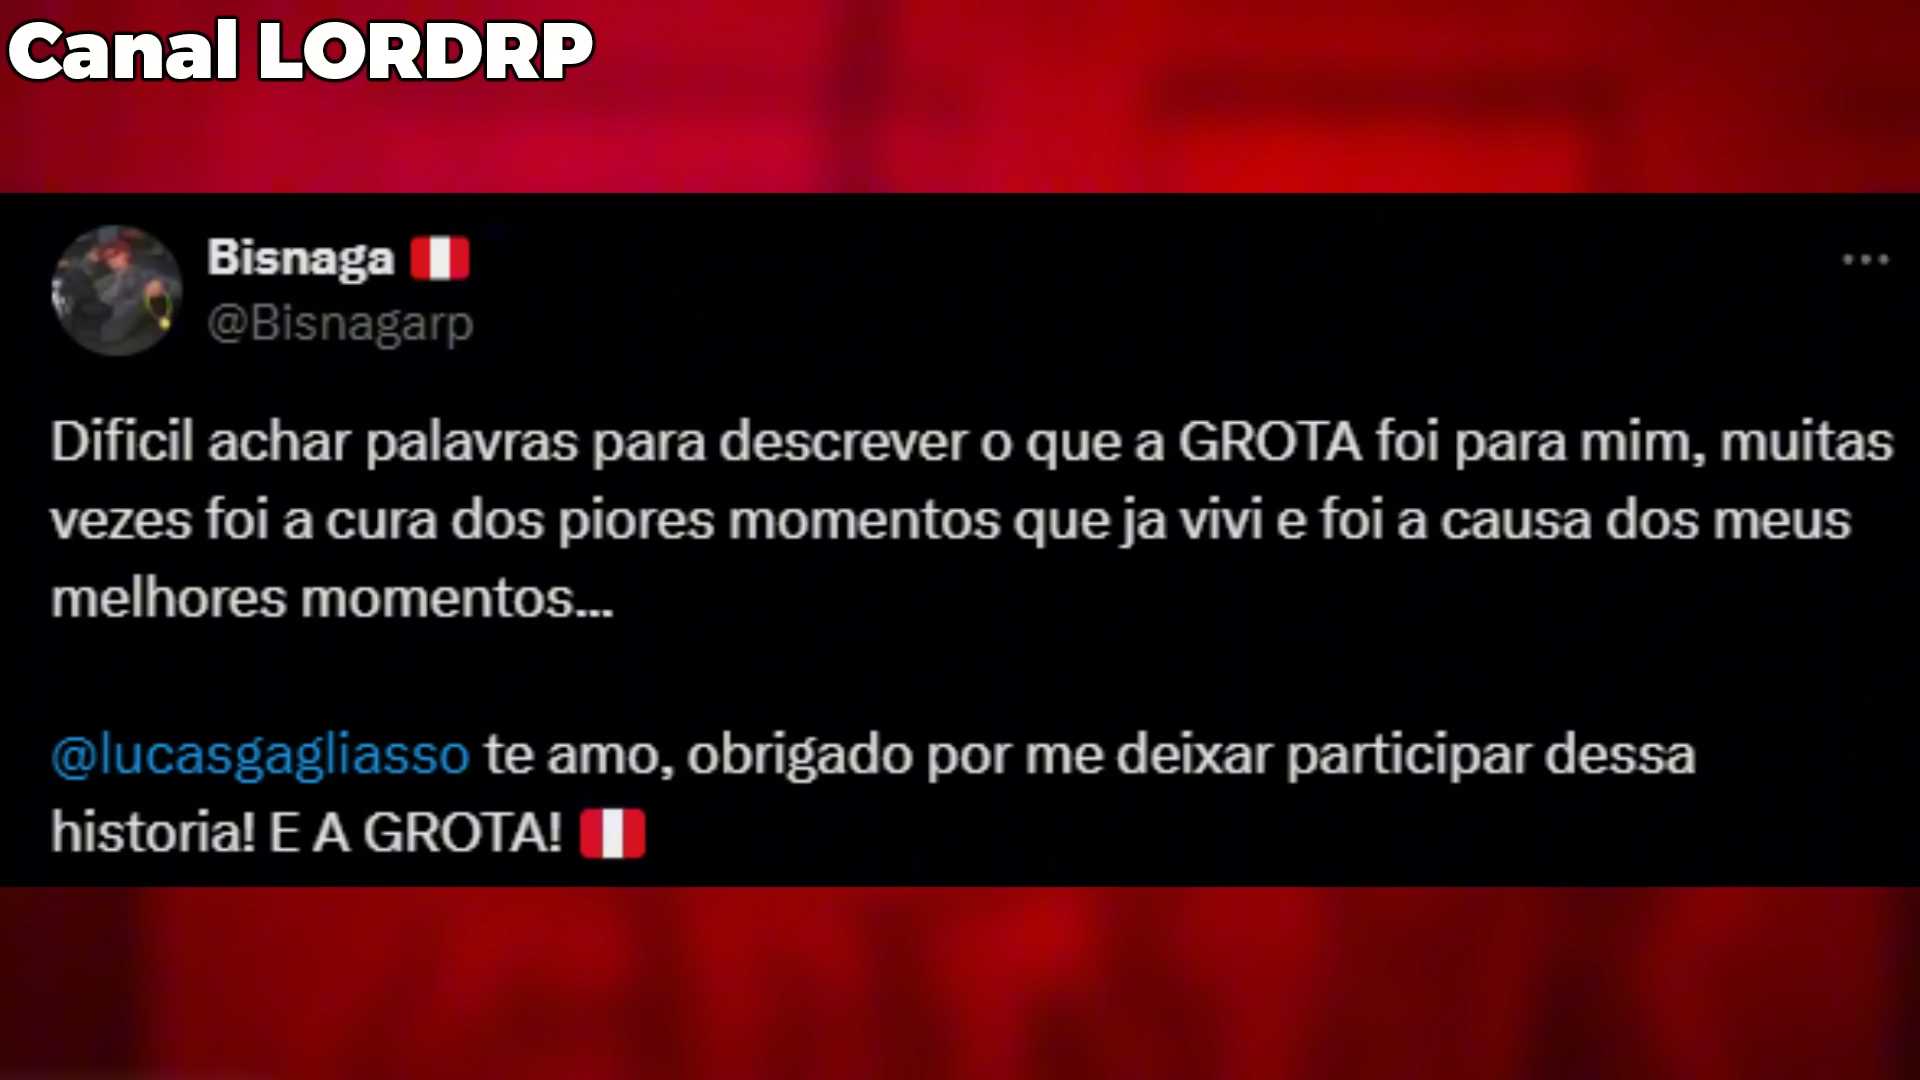 Canal LORDRP
Bisnaga 🇵🇪
@Bisnagarp
Dificil achar palavras para descrever o que a GROTA foi para mim, muitas
vezes foi a cura dos piores momentos que ja vivi e foi a causa dos meus
melhores momentos...
@lucasgagliasso te amo, obrigado por me deixar participar dessa
historia! E A GROTA! 🇵🇪